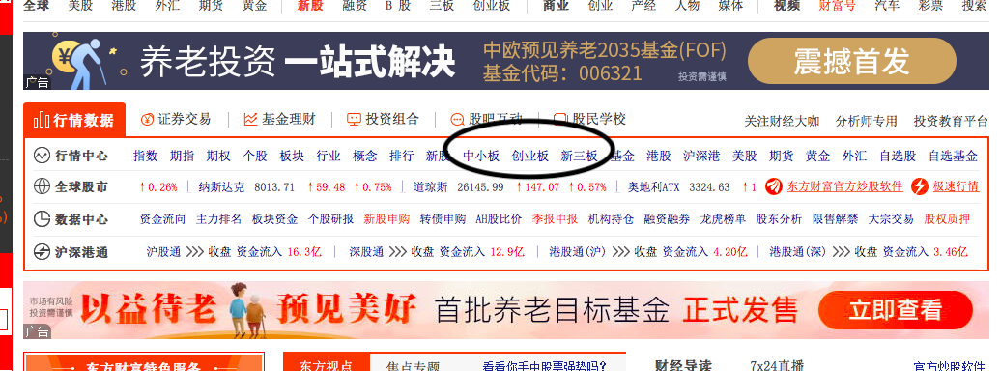 全球 美股 港股 外汇 期货 黄金 新股 融资 B 股 三板 创业板 商业 创业 产经 人物 媒体 视频 财富号 汽车 彩票 搜索
养老投资 一站式解决 中欧预见养老2035基金(FOF) 震撼首发
基金代码：006321 投资需谨慎
广告
行情数据 证券交易 基金理财 投资组合 股吧互动 股民学校 关注财经大咖 分析师专用 投资教育平台
行情中心 指数 期指 期权 个股 板块 行业 概念 排行 新股 中小板 创业板 新三板 基金 港股 沪深港 美股 期货 黄金 外汇 自选股 自选基金
全球股市 ↑0.26% 纳斯达克 8013.71 ↑59.48 ↑0.75% 道琼斯 26145.99 ↑147.07 ↑0.57% 奥地利ATX 3324.63 ↑1 东方财富官方炒股软件 极速行情
数据中心 资金流向 主力排名 板块资金 个股研报 新股申购 转债申购 AH股比价 季报中报 机构持仓 融资融券 龙虎榜单 股东分析 限售解禁 大宗交易 股权质押
沪深港通 沪股通 收盘 资金流入 16.3亿 深股通 收盘 资金流入 12.9亿 港股通(沪) 收盘 资金流入 4.20亿 港股通(深) 收盘 资金流入 3.46亿
市场有风险
投资需谨慎
以益待老 预见美好 首批养老目标基金 正式发售 立即查看
广告
东方财富特色服务 东方视点 焦点专题 看看你手中股票强势吗？ 财经导读 7x24直播 官方炒股软件